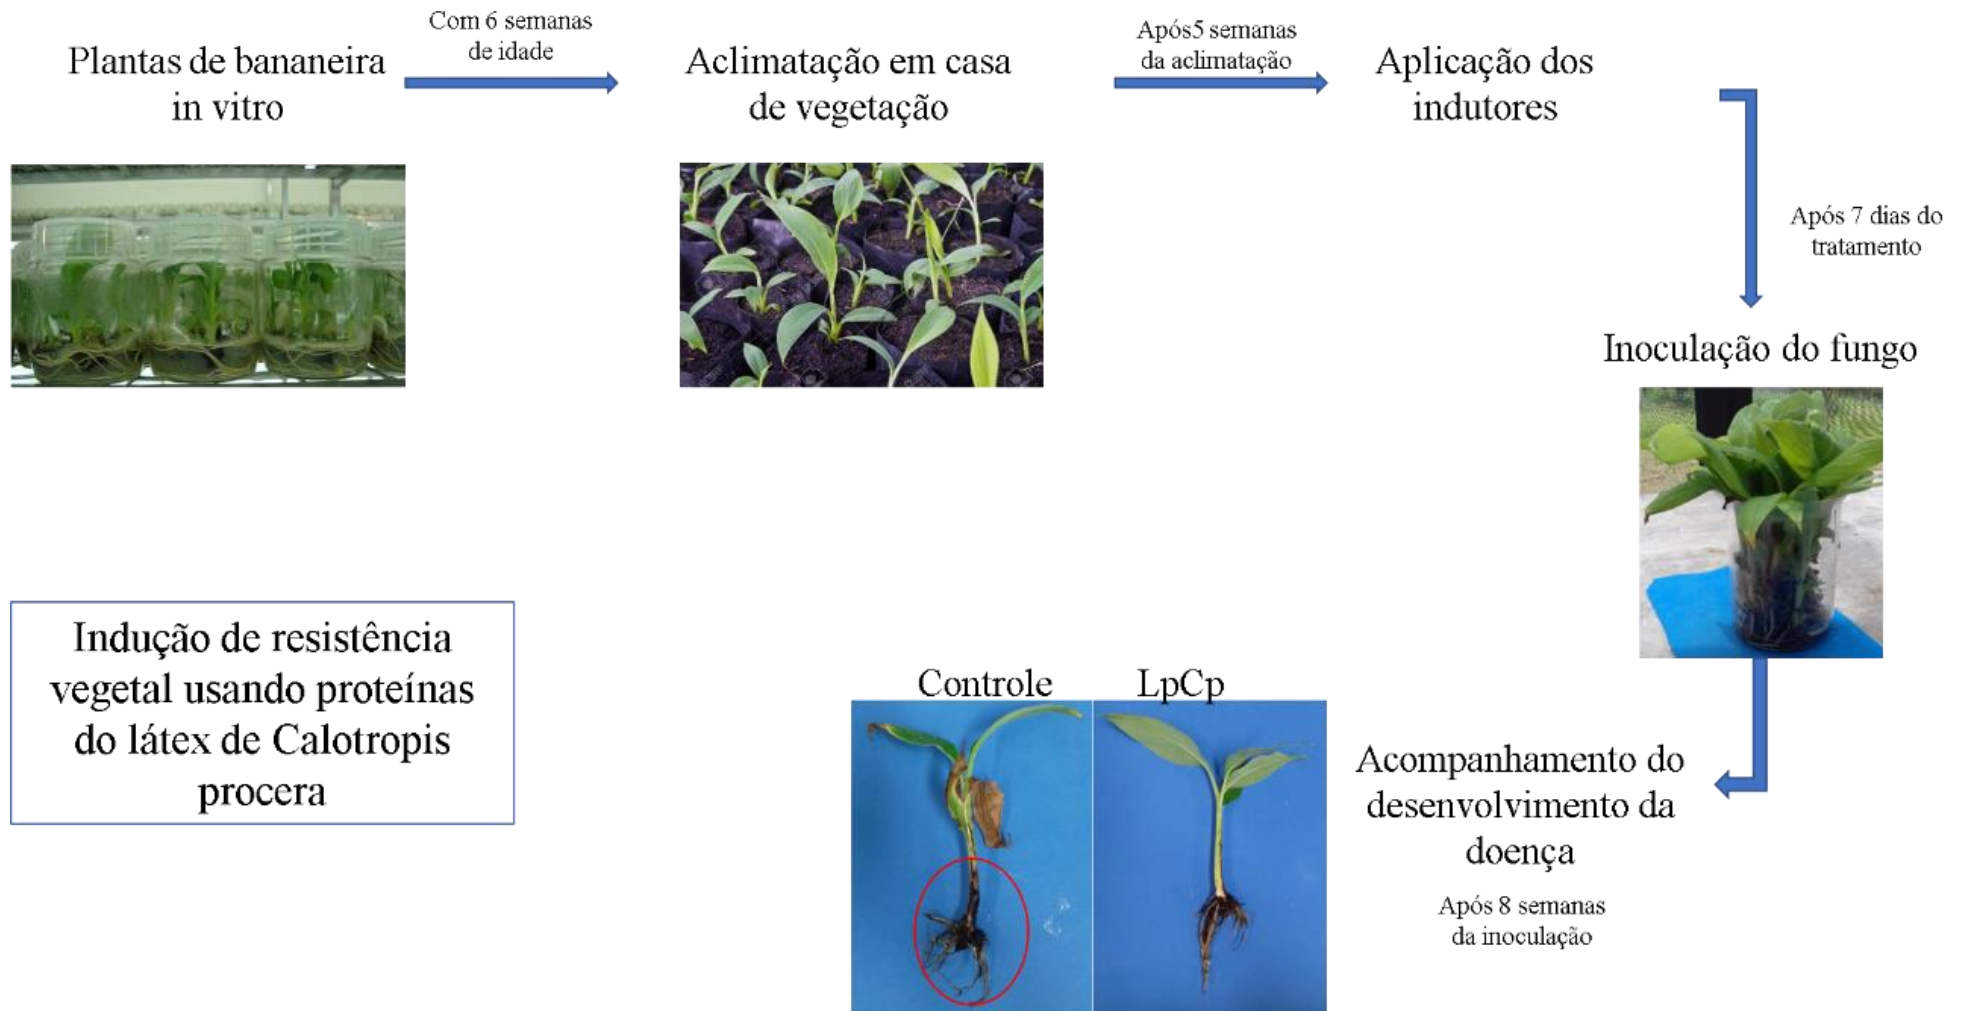 Plantas de bananeira
in vitro
Com 6 semanas
de idade
Aclimatação em casa
de vegetação
Após5 semanas
da aclimatação
Aplicação dos
indutores
Após 7 dias do
tratamento
Inoculação do fungo
Acompanhamento do
desenvolvimento da
doença
Após 8 semanas
da inoculação
Controle
LpCp
Indução de resistência
vegetal usando proteínas
do látex de Calotropis
procera